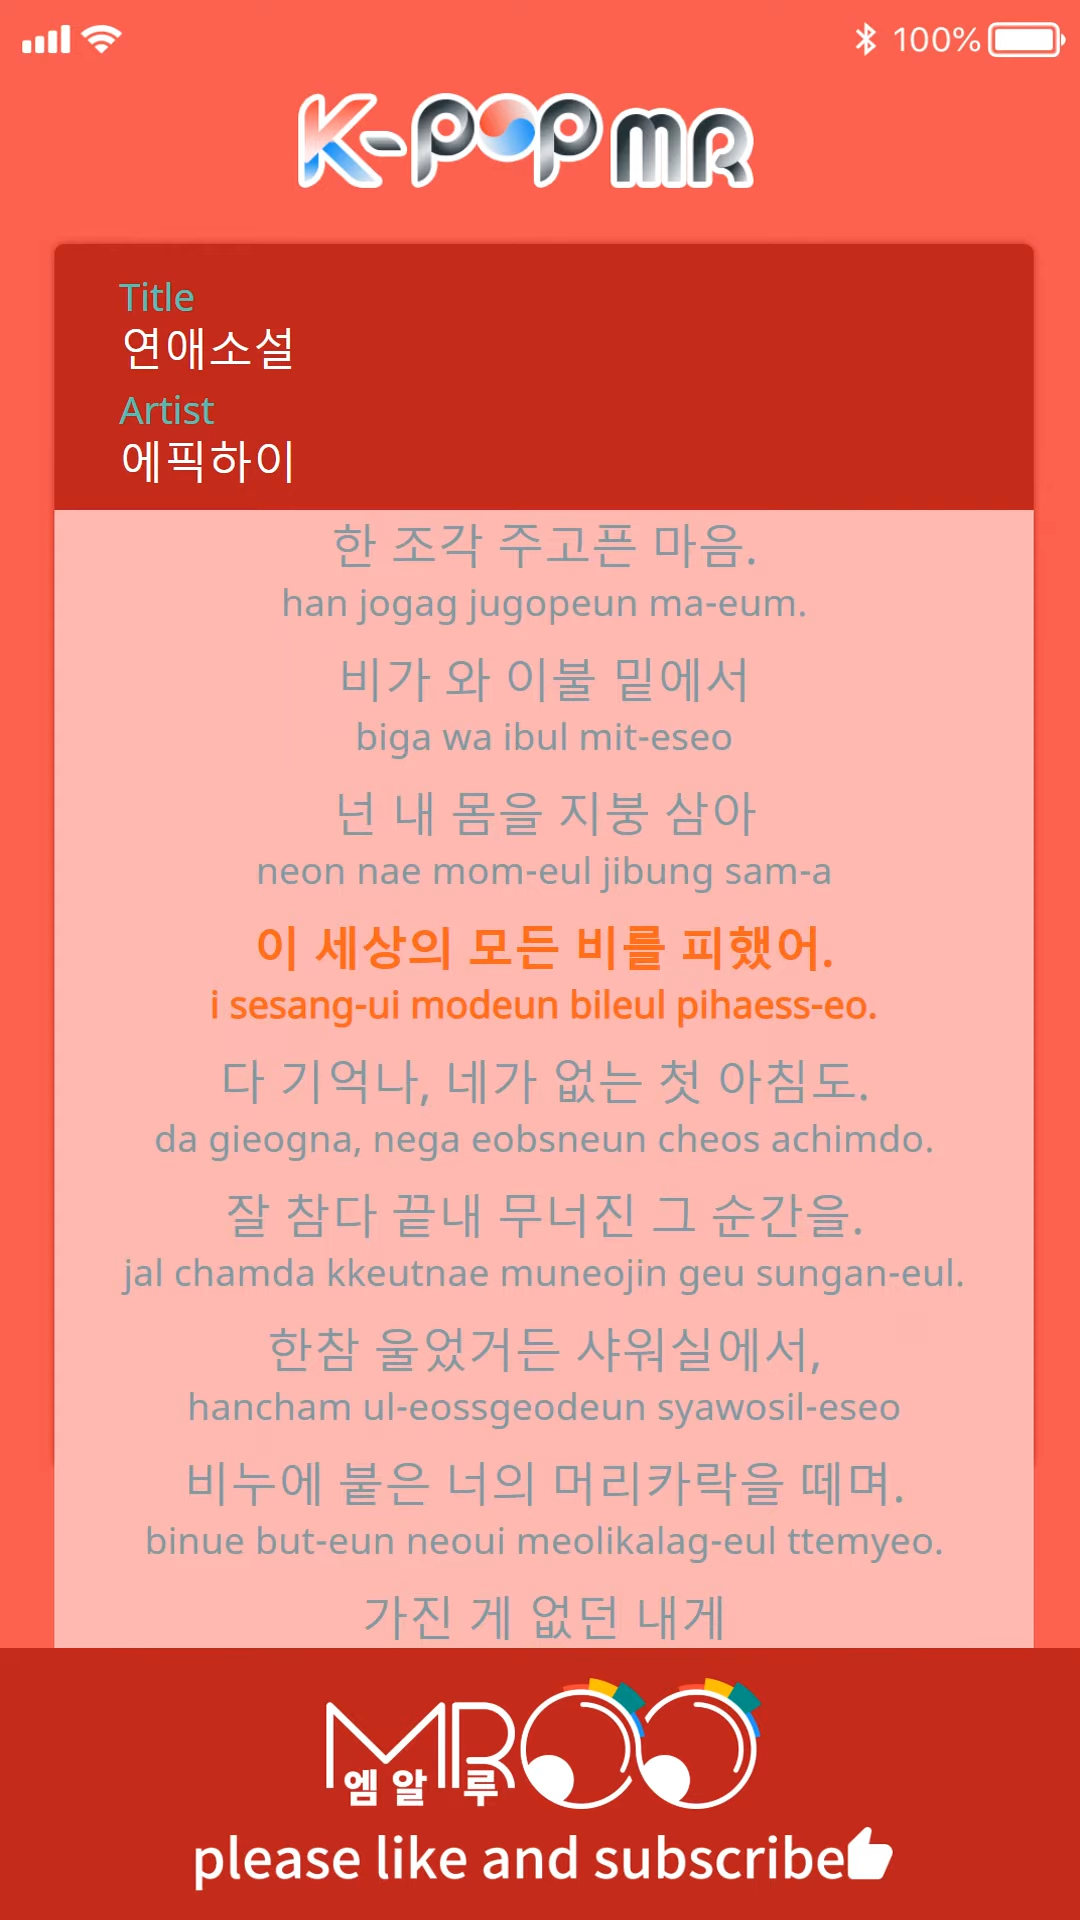 100%
K-POP MR
Title
연애소설
Artist
에픽하이
한 조각 주고픈 마음.
han jogag jugopeun ma-eum.
비가 와 이불 밑에서
biga wa ibul mit-eseo
넌 내 몸을 지붕 삼아
neon nae mom-eul jibung sam-a
이 세상의 모든 비를 피했어.
i sesang-ui modeun bileul pihaess-eo.
다 기억나, 네가 없는 첫 아침도.
da gieogna, nega eobsneun cheos achimdo.
잘 참다 끝내 무너진 그 순간을.
jal chamda kkeutnae muneojin geu sungan-eul.
한참 울었거든 샤워실에서,
hancham ul-eossgeodeun syawosil-eseo
비누에 붙은 너의 머리카락을 떼며.
binue but-eun neoui meolikalag-eul ttemyeo.
가진 게 없던 내게
MROO
엠알루
please like and subscribe